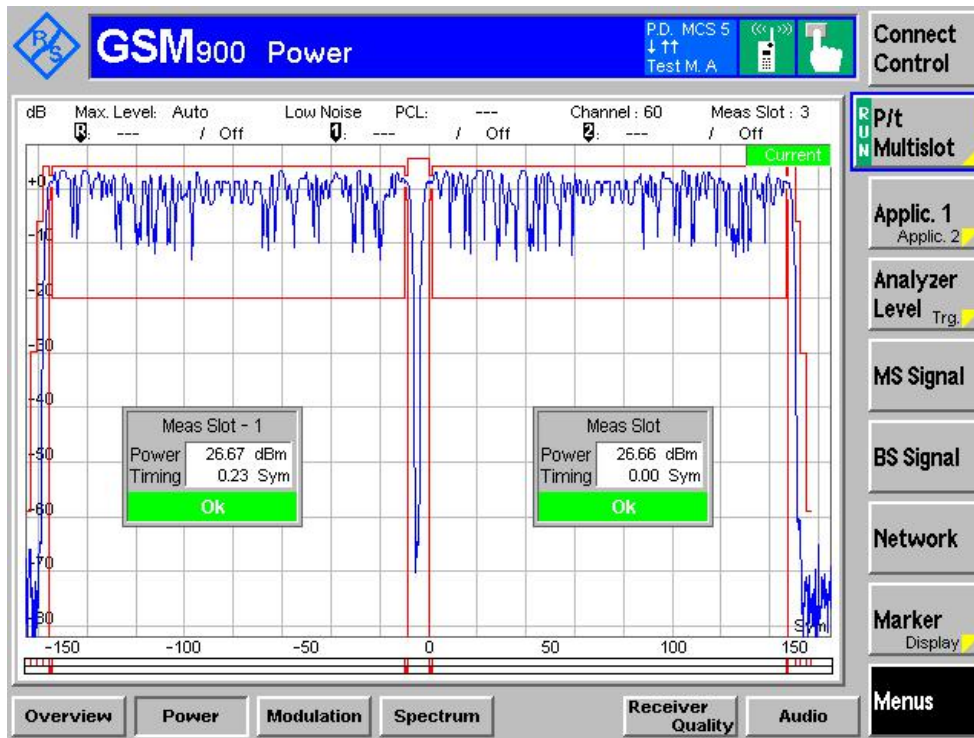 R/S
GSM900 Power
P.D. MCS 5
↓ ↑↑
Test M. A
Connect Control
dB Max. Level: Auto Low Noise PCL: --- Channel : 60 Meas Slot : 3
R: --- / Off 1: --- / Off 2: --- / Off
Current
RUN
P/t Multislot
Applic. 1
Applic. 2
Analyzer Level Trg.
MS Signal
BS Signal
Network
Marker
Display
Menus
+0
-10
-20
-30
-40
-50
-60
-70
-80
Meas Slot - 1
Power 26.67 dBm
Timing 0.23 Sym
Ok
Meas Slot
Power 26.66 dBm
Timing 0.00 Sym
Ok
Sym
-150 -100 -50 0 50 100 150
Overview Power Modulation Spectrum Receiver Quality Audio